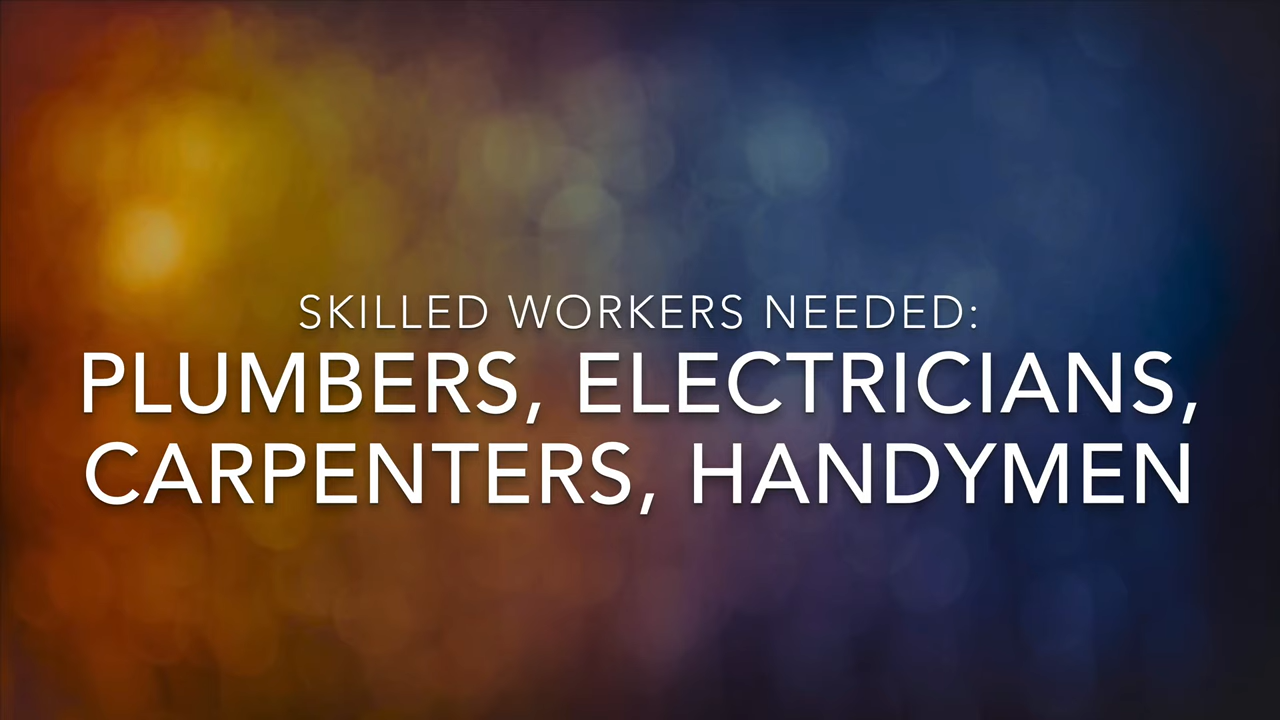 SKILLED WORKERS NEEDED:
PLUMBERS, ELECTRICIANS,
CARPENTERS, HANDYMEN